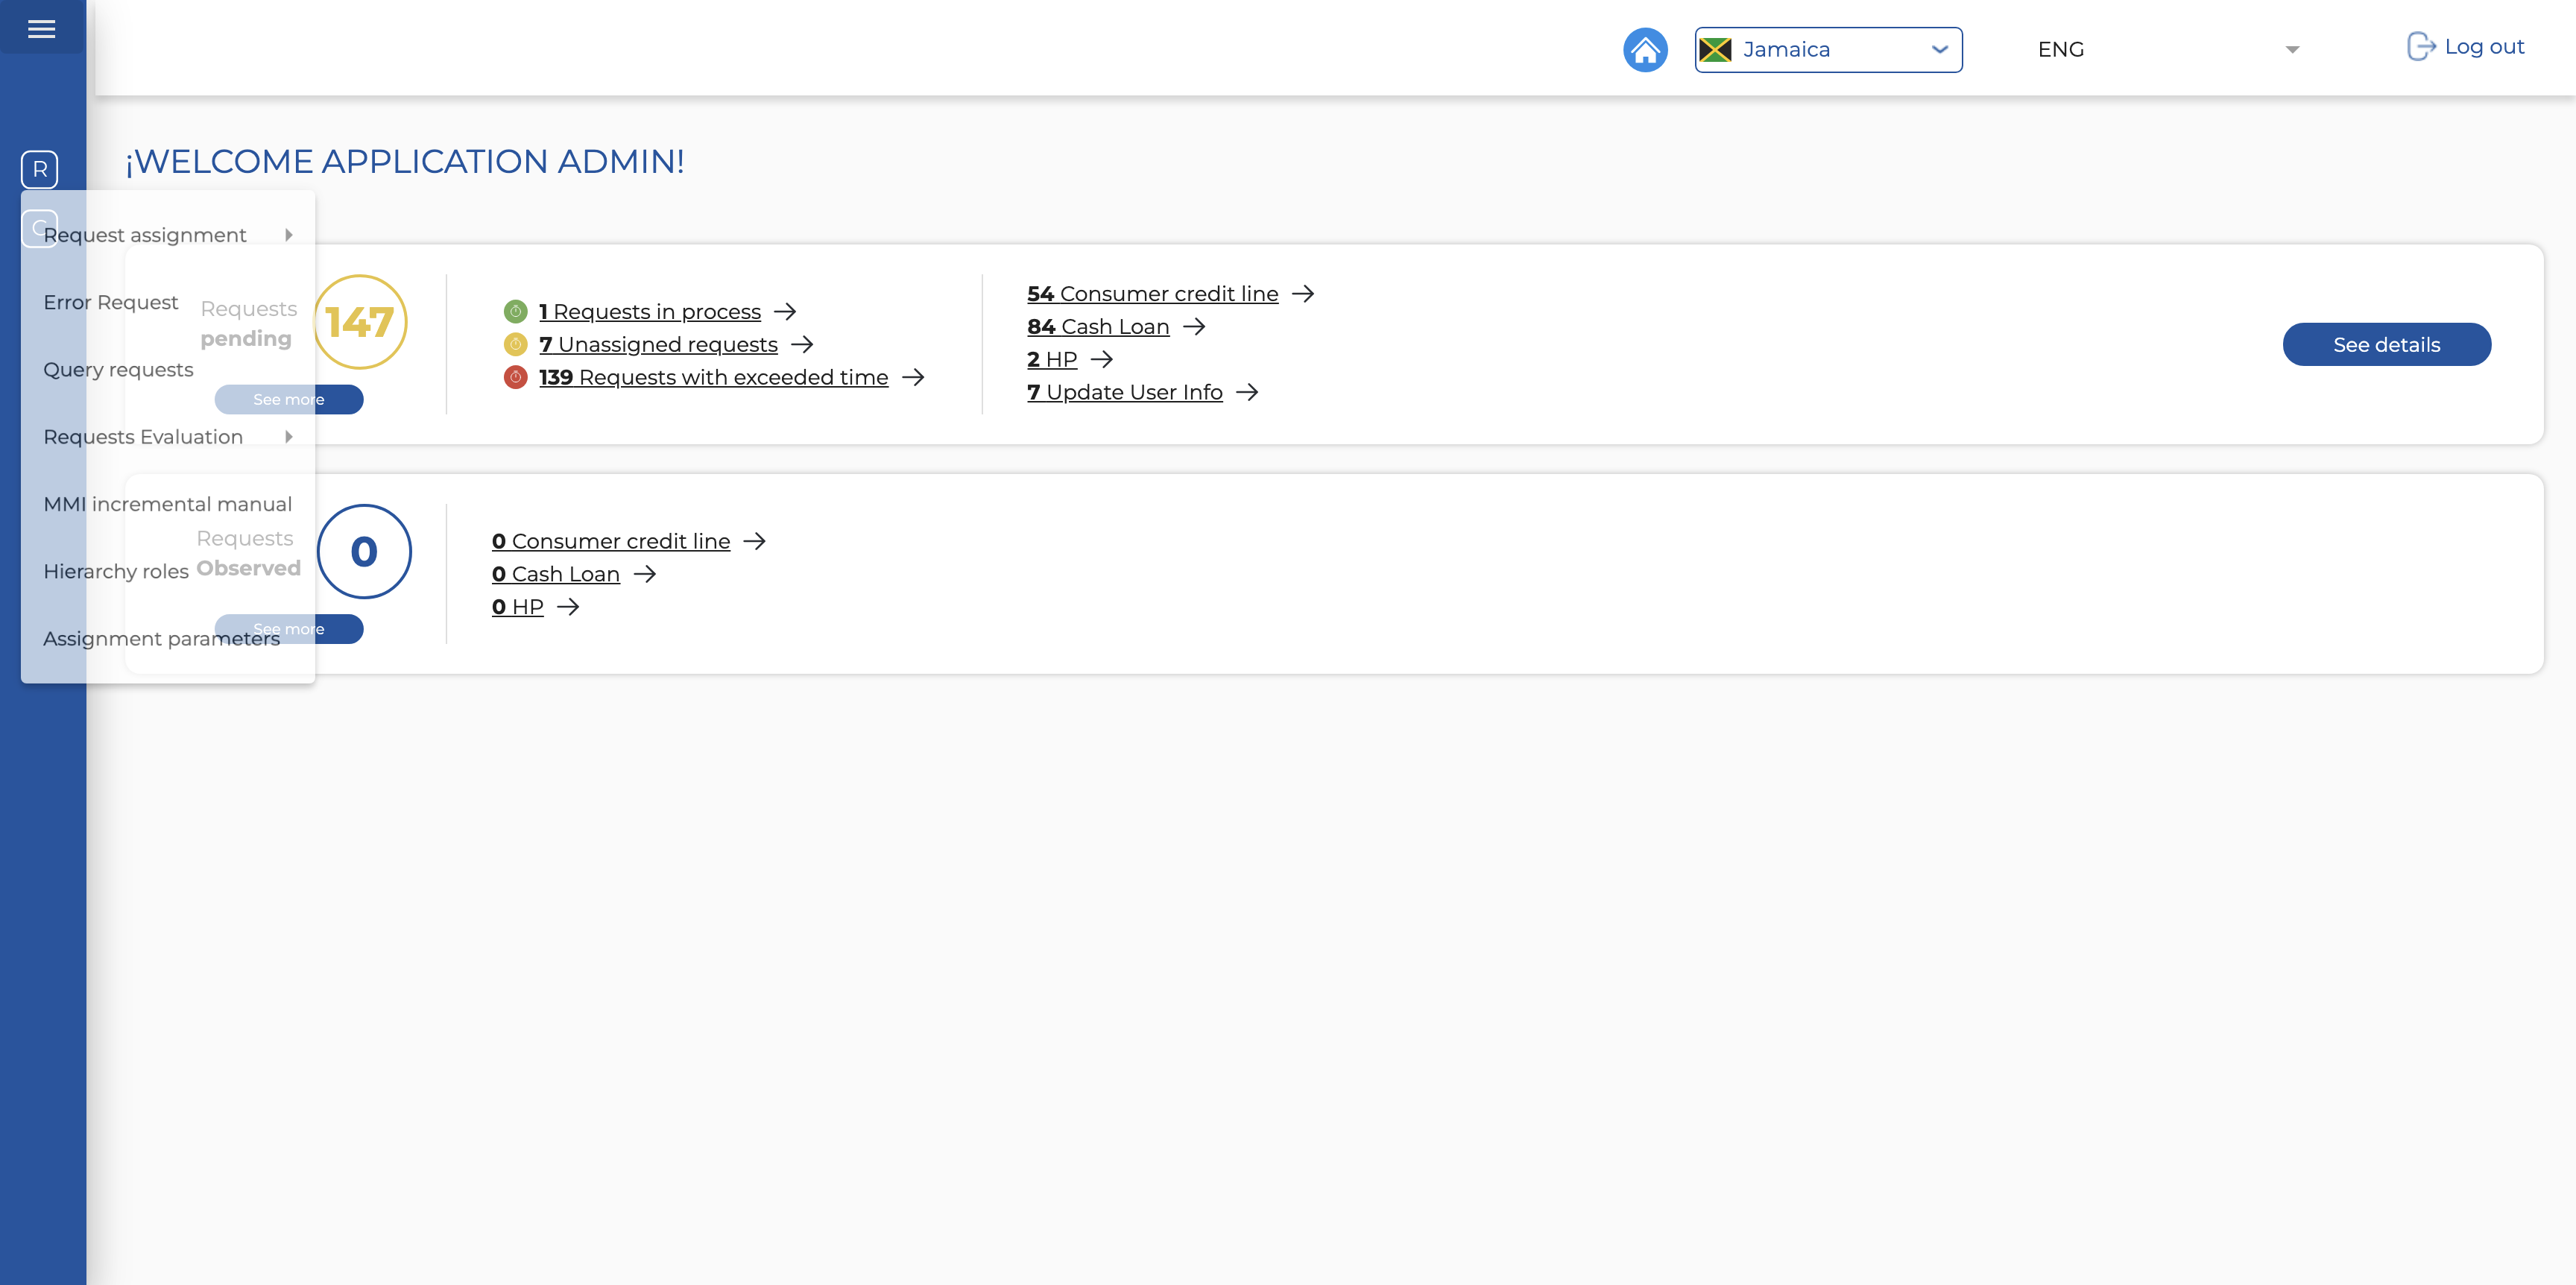 Jamaica
ENG
Log out
¡WELCOME APPLICATION ADMIN!
R
C
Request assignment
Error Request
Query requests
Requests Evaluation
MMI incremental manual
Hierarchy roles
Assignment parameters
Requests
pending
147
See more
1 Requests in process
7 Unassigned requests
139 Requests with exceeded time
54 Consumer credit line
84 Cash Loan
2 HP
7 Update User Info
See details
Requests
Observed
0
See more
0 Consumer credit line
0 Cash Loan
0 HP